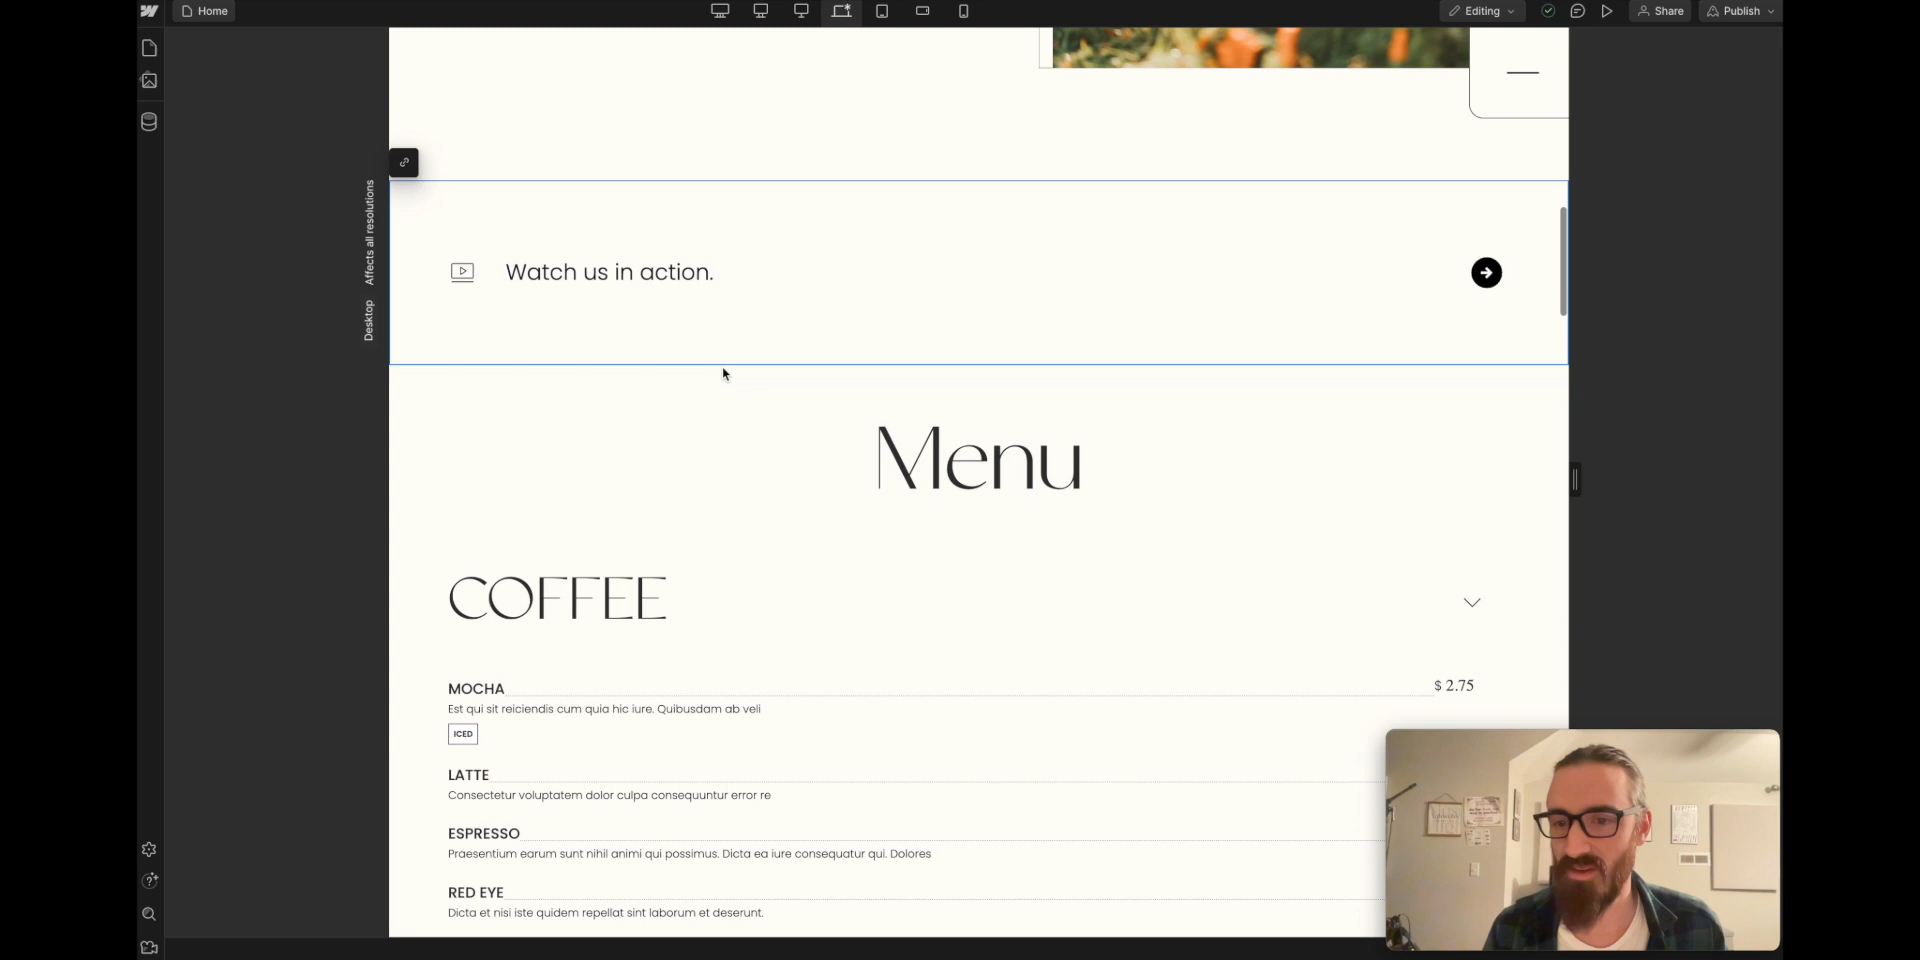 Home
Editing
Share
Publish
Affects all resolutions
Desktop
Watch us in action.
Menu
COFFEE
MOCHA
$ 2.75
Est qui sit reiciendis cum quia hic iure. Quibusdam ab veli
ICED
LATTE
Consectetur voluptatem dolor culpa consequuntur error re
ESPRESSO
Praesentium earum sunt nihil animi qui possimus. Dicta ea iure consequatur qui. Dolores
RED EYE
Dicta et nisi iste quidem repellat sint laborum et deserunt.